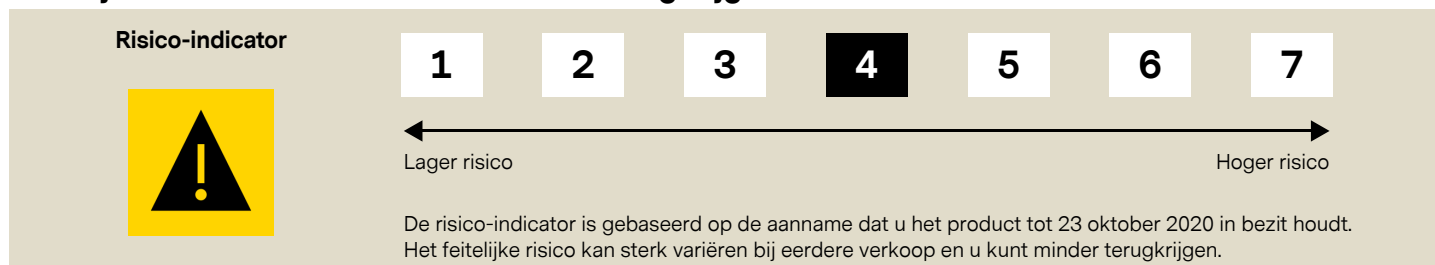 Risico-indicator
1 2 3 4 5 6 7
Lager risico Hoger risico
De risico-indicator is gebaseerd op de aanname dat u het product tot 23 oktober 2020 in bezit houdt.
Het feitelijke risico kan sterk variëren bij eerdere verkoop en u kunt minder terugkrijgen.